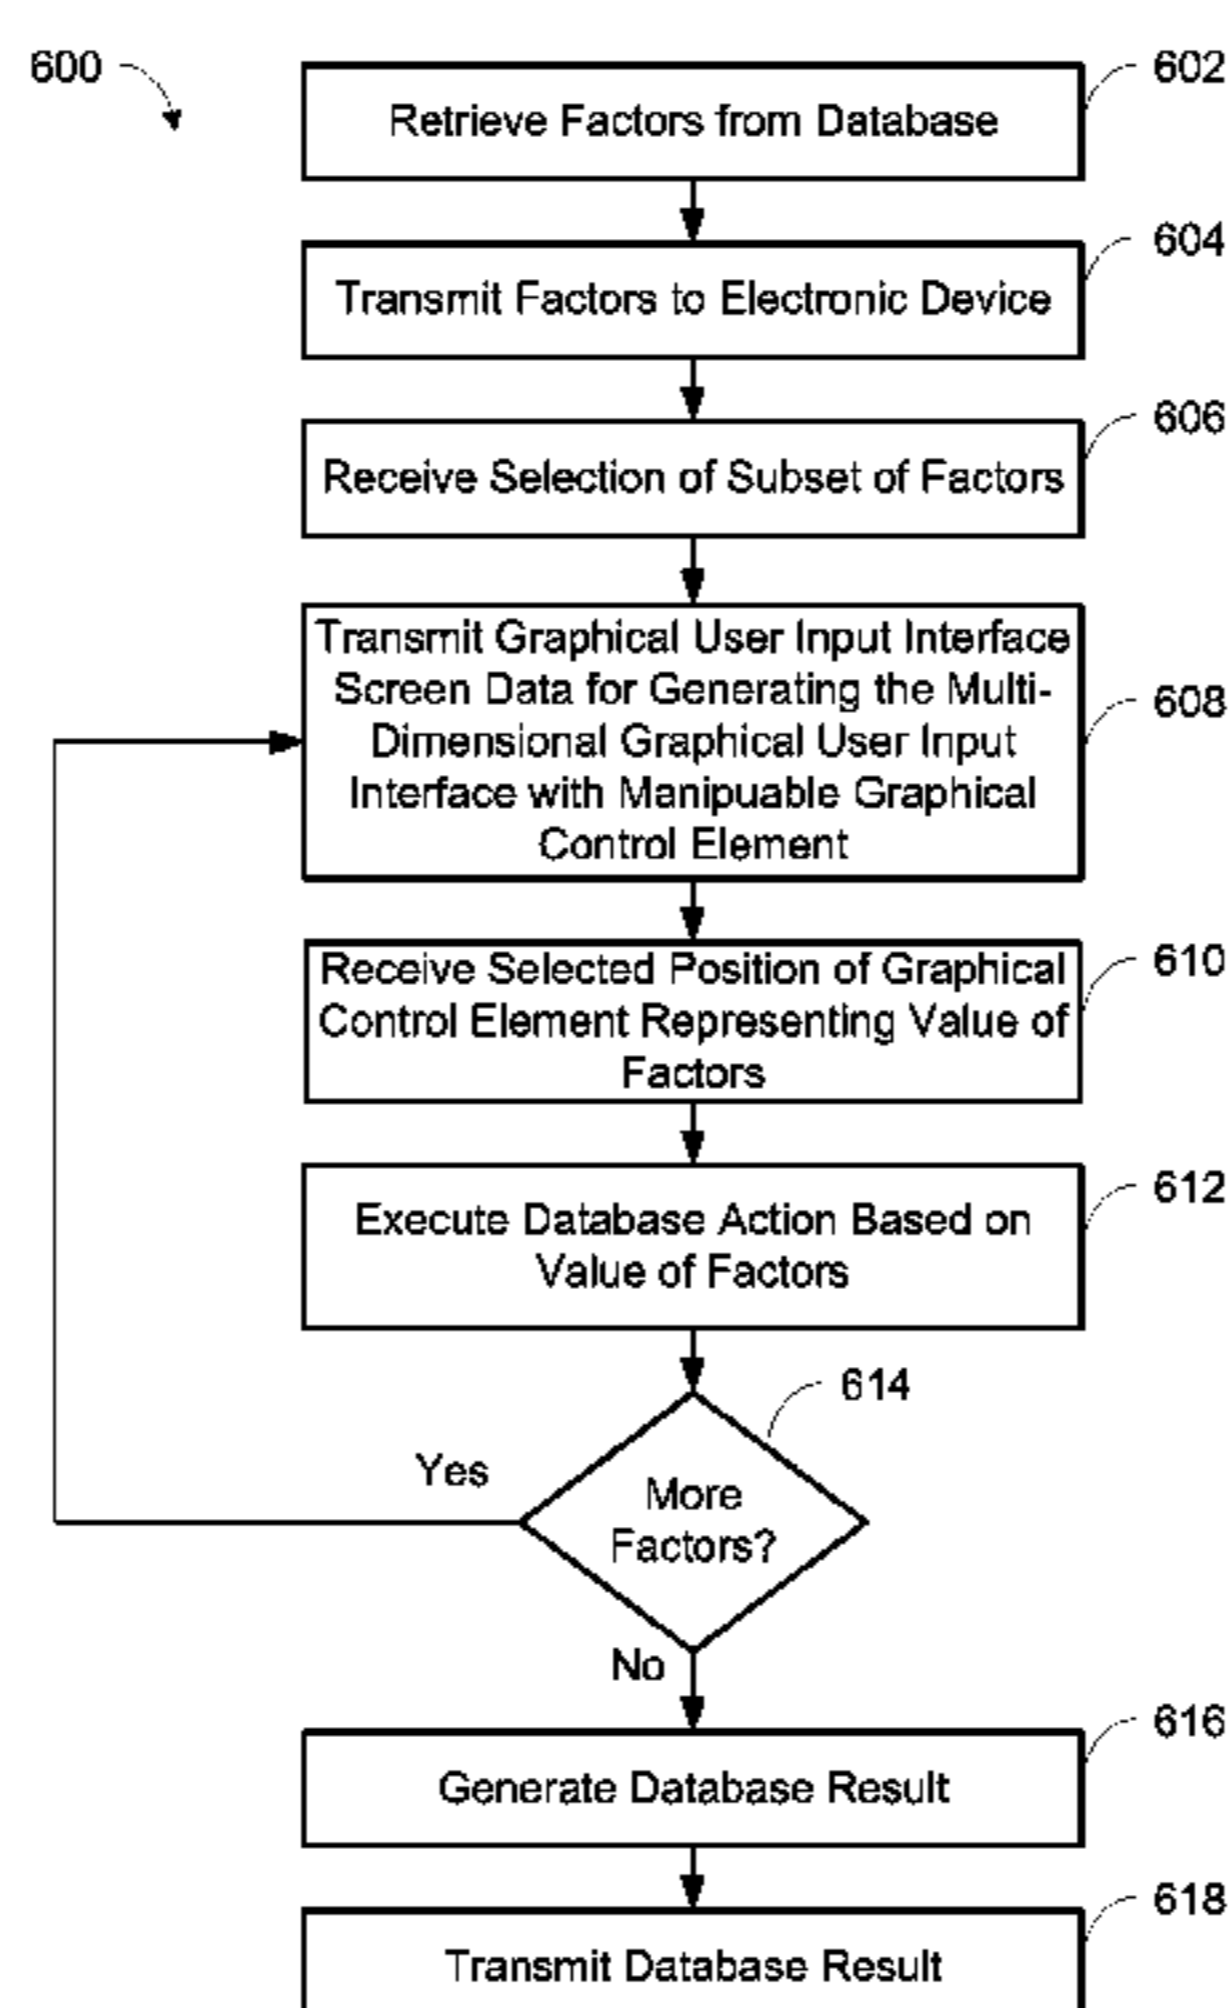 600
602
Retrieve Factors from Database
604
Transmit Factors to Electronic Device
606
Receive Selection of Subset of Factors
Transmit Graphical User Input Interface
Screen Data for Generating the Multi-
608
Dimensional Graphical User Input
Interface with Manipuable Graphical
Control Element
610
Receive Selected Position of Graphical
Control Element Representing Value of
Factors
612
Execute Database Action Based on
Value of Factors
614
Yes
More
Factors?
No
616
Generate Database Result
618
Transmit Database Result